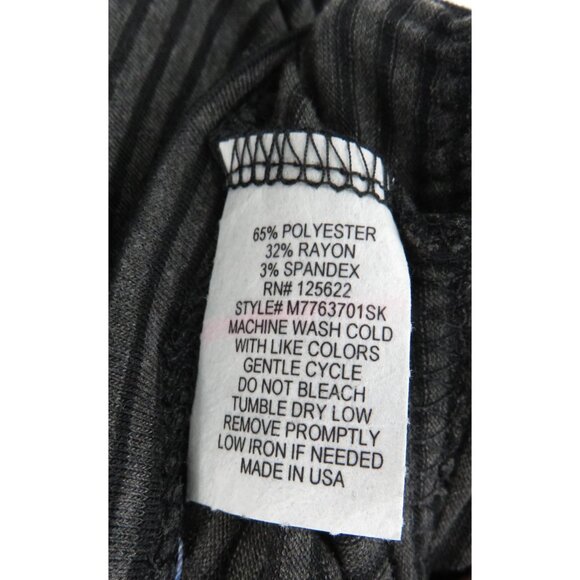 65% POLYESTER
32% RAYON
3% SPANDEX
RN# 125622
STYLE# M7763701SK
MACHINE WASH COLD
WITH LIKE COLORS
GENTLE CYCLE
DO NOT BLEACH
TUMBLE DRY LOW
REMOVE PROMPTLY
LOW IRON IF NEEDED
MADE IN USA